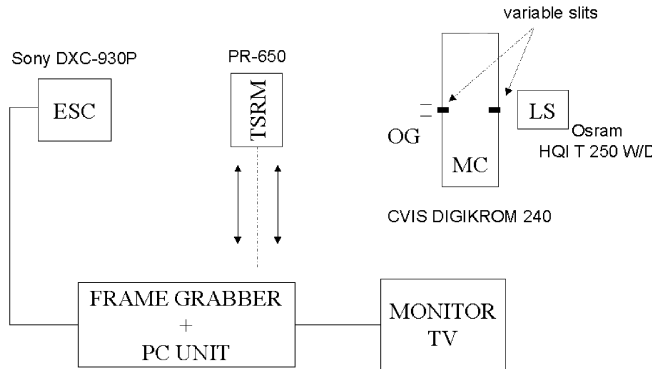 variable slits
Sony DXC-930P
PR-650
ESC
TSRM
LS
OG
MC
Osram
HQI T 250 W/D
CVIS DIGIKROM 240
FRAME GRABBER
+
PC UNIT
MONITOR
TV